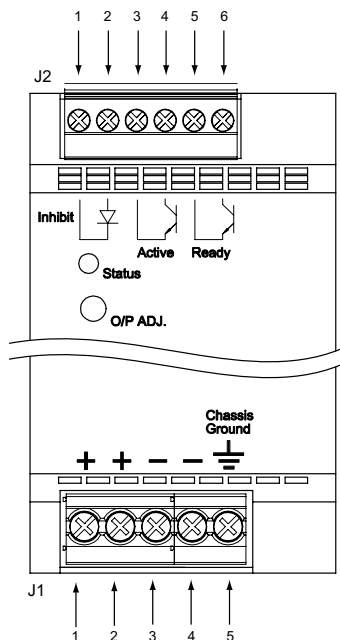 1 2 3 4 5 6
J2
Inhibit
Active Ready
Status
O/P ADJ.
Chassis
Ground
+ + – –
J1
1 2 3 4 5